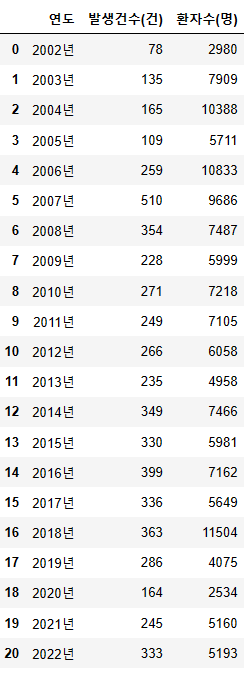 연도 발생건수(건) 환자수(명)
0 2002년 78 2980
1 2003년 135 7909
2 2004년 165 10388
3 2005년 109 5711
4 2006년 259 10833
5 2007년 510 9686
6 2008년 354 7487
7 2009년 228 5999
8 2010년 271 7218
9 2011년 249 7105
10 2012년 266 6058
11 2013년 235 4958
12 2014년 349 7466
13 2015년 330 5981
14 2016년 399 7162
15 2017년 336 5649
16 2018년 363 11504
17 2019년 286 4075
18 2020년 164 2534
19 2021년 245 5160
20 2022년 333 5193